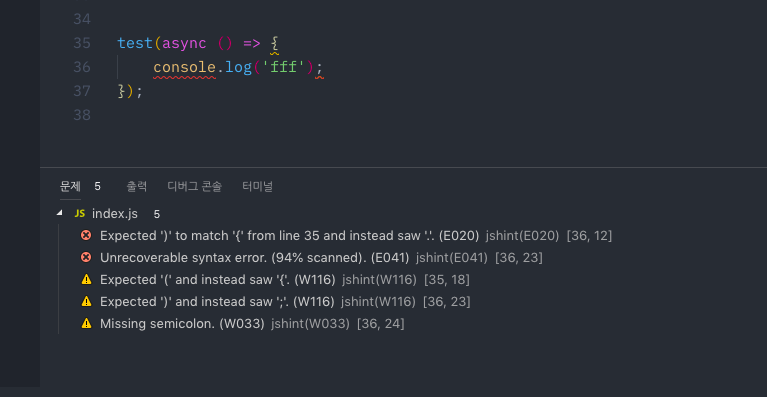 34
35 test(async () => {
36 console.log('fff');
37 });
38
문제 5 출력 디버그 콘솔 터미널
JS index.js 5
Expected ')' to match '{' from line 35 and instead saw '.'. (E020) jshint(E020) [36, 12]
Unrecoverable syntax error. (94% scanned). (E041) jshint(E041) [36, 23]
Expected '(' and instead saw '{'. (W116) jshint(W116) [35, 18]
Expected ')' and instead saw ';'. (W116) jshint(W116) [36, 23]
Missing semicolon. (W033) jshint(W033) [36, 24]